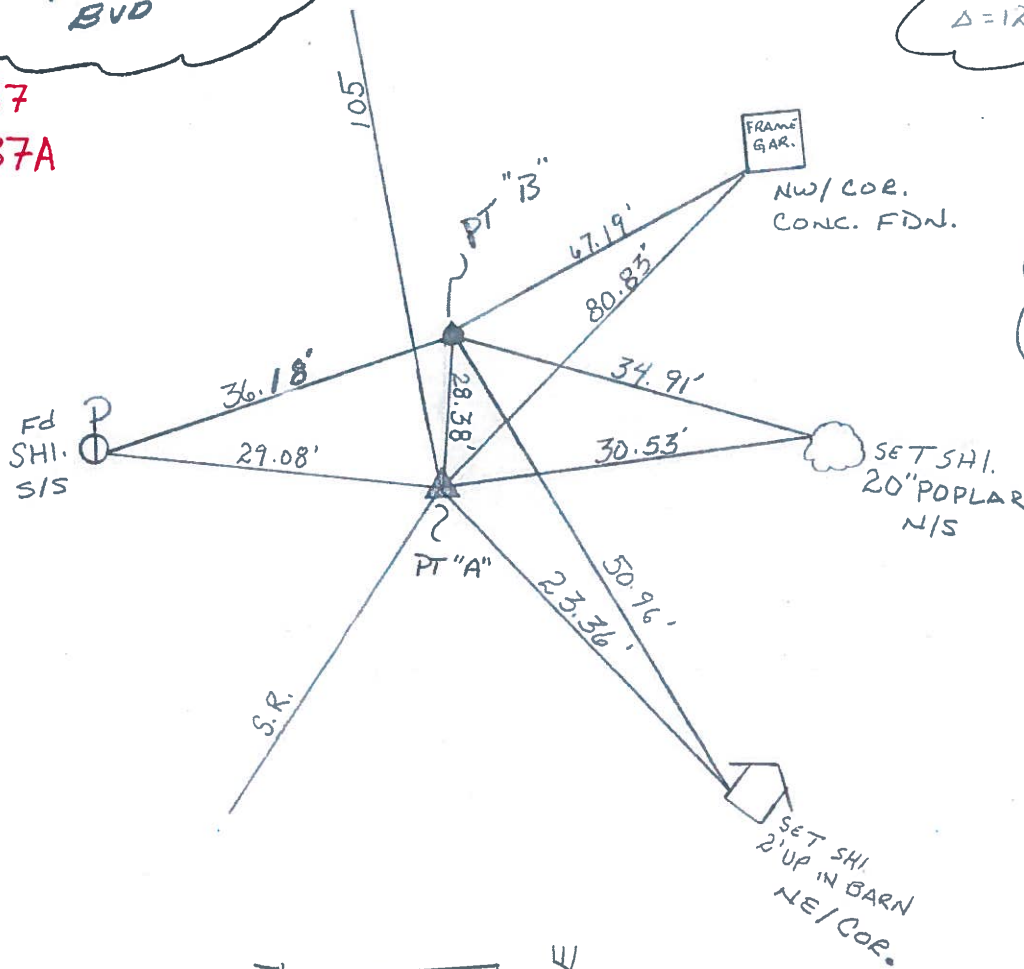 BVD
Δ=12
7
37A
105
FRAME
GAR.
NW/COR.
CONC. FDN.
PT "B"
67.19'
80.83'
36.18'
28.38'
34.91'
Fd
SHI.
S/S
P
29.08'
30.53'
SET SHI.
20" POPLAR
N/S
PT "A"
50.96'
23.36'
S.R.
SET SHI.
2' UP IN BARN
NE/COR.